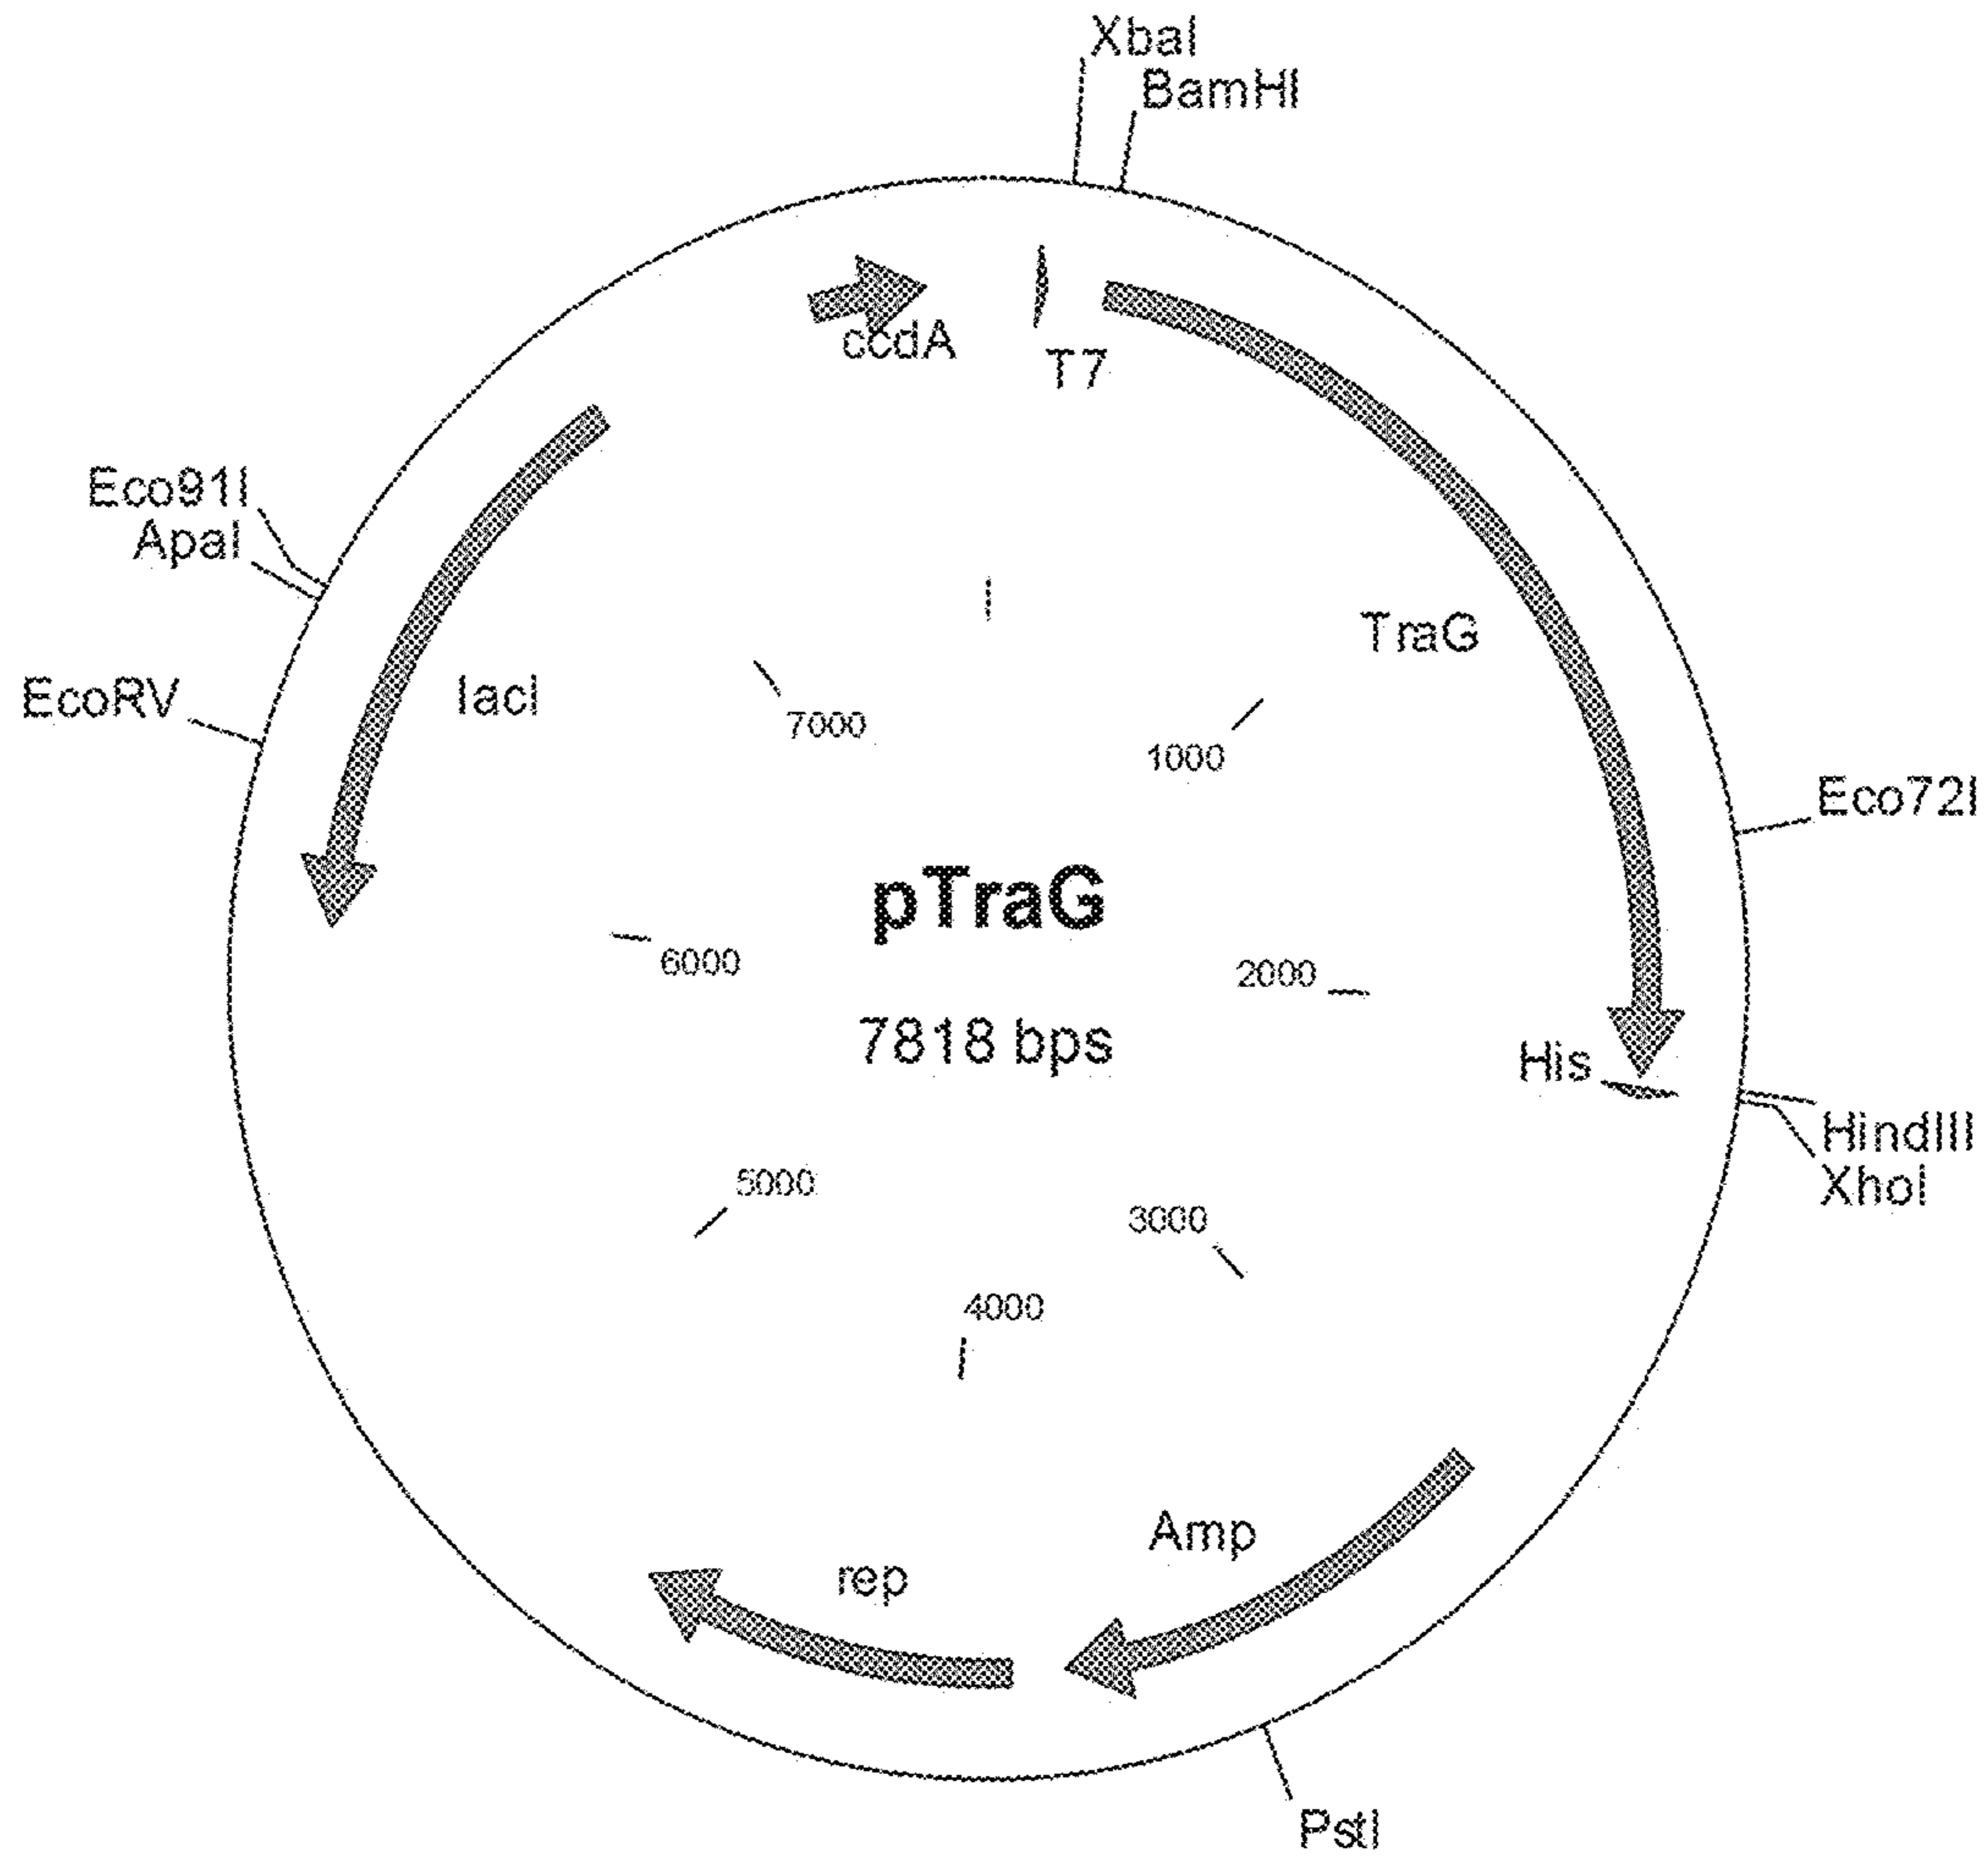 XbaI
BamHI
ccdA
T7
Eco91I
ApaI
TraG
EcoRV
lacI
7000
1000
Eco72I
pTraG
6000
2000
7818 bps
His
HindIII
XhoI
5000
3000
4000
Amp
rep
PstI